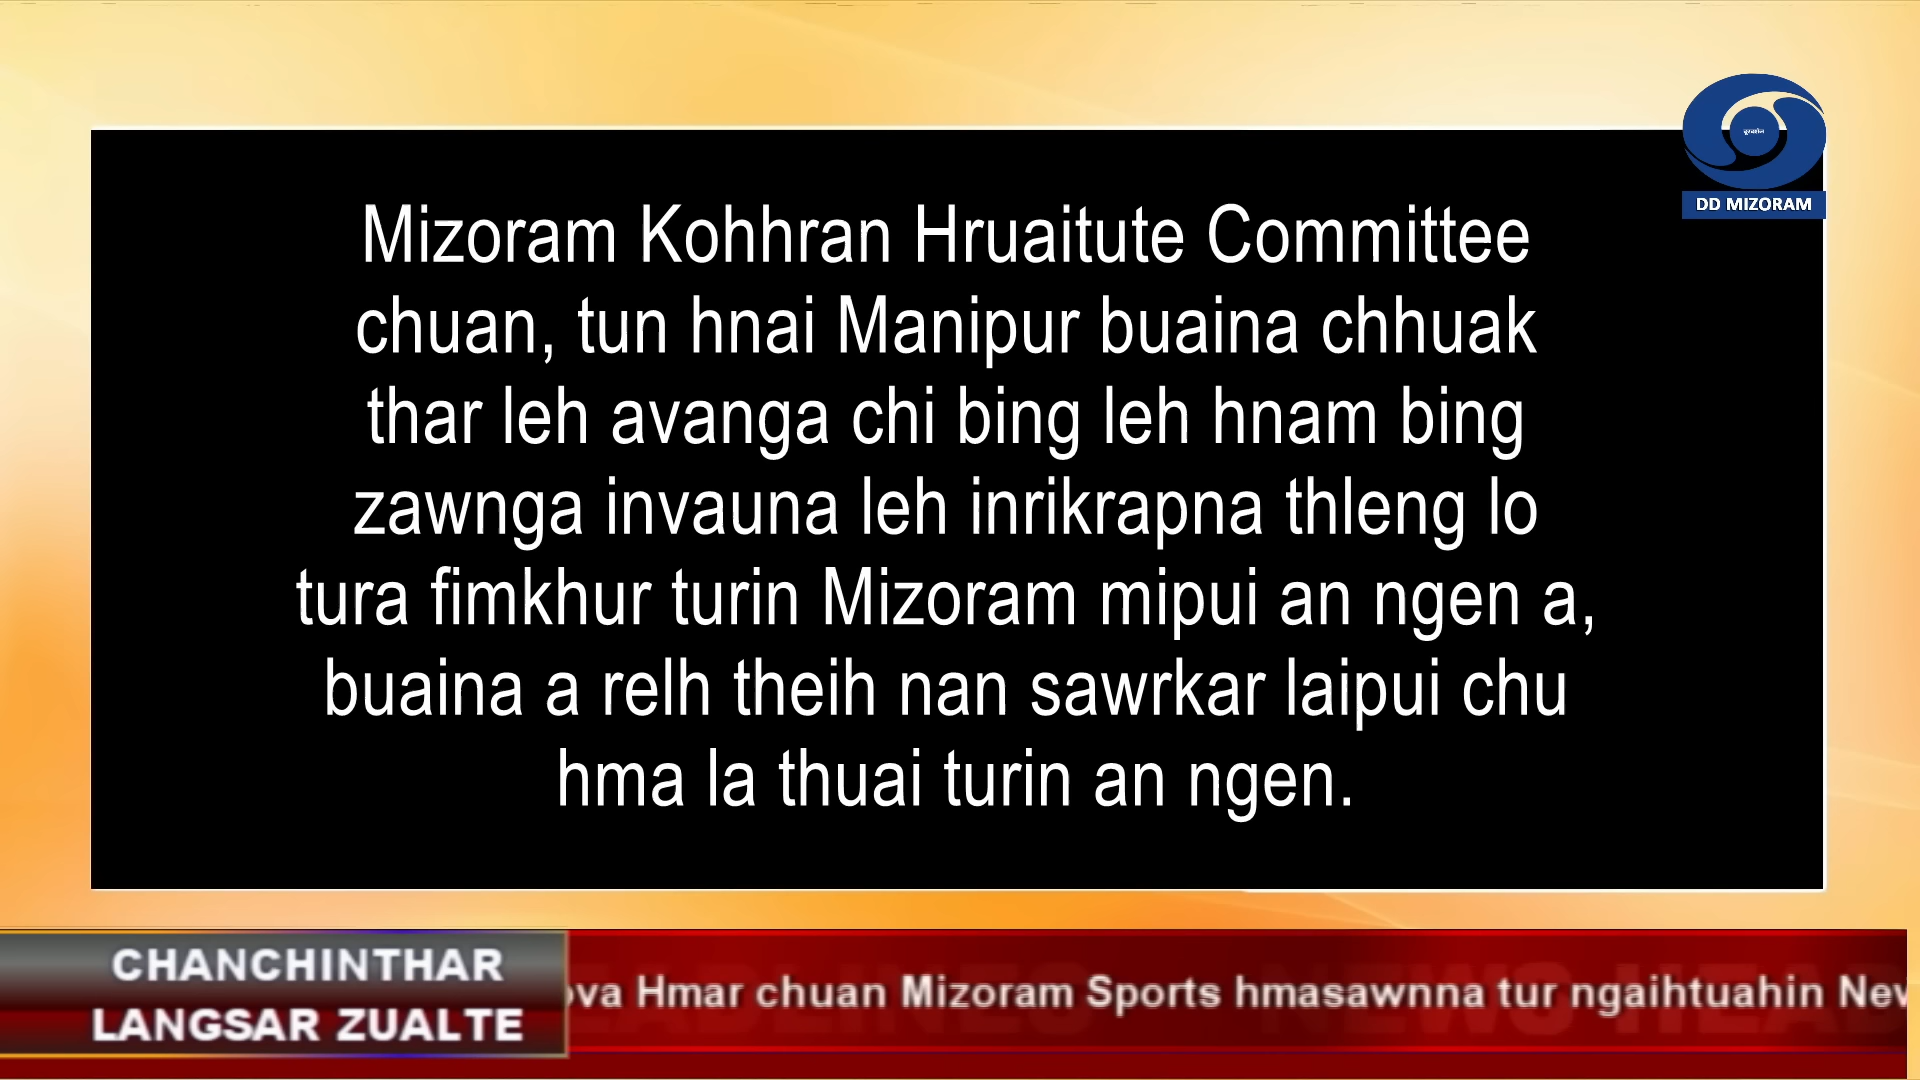 दूरदर्शन
DD MIZORAM
Mizoram Kohhran Hruaitute Committee
chuan, tun hnai Manipur buaina chhuak
thar leh avanga chi bing leh hnam bing
zawnga invauna leh inrikrapna thleng lo
tura fimkhur turin Mizoram mipui an ngen a,
buaina a relh theih nan sawrkar laipui chu
hma la thuai turin an ngen.
CHANCHINTHAR
LANGSAR ZUALTE
Hmar chuan Mizoram Sports hmasawnna tur ngaihtuahin